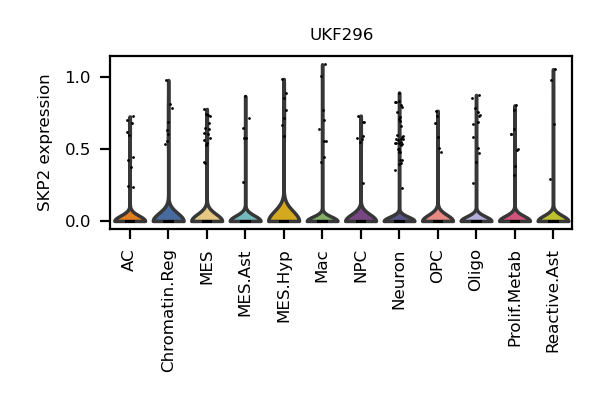 UKF296
SKP2 expression
1.0
0.5
0.0
AC
Chromatin.Reg
MES
MES.Ast
MES.Hyp
Mac
NPC
Neuron
OPC
Oligo
Prolif.Metab
Reactive.Ast